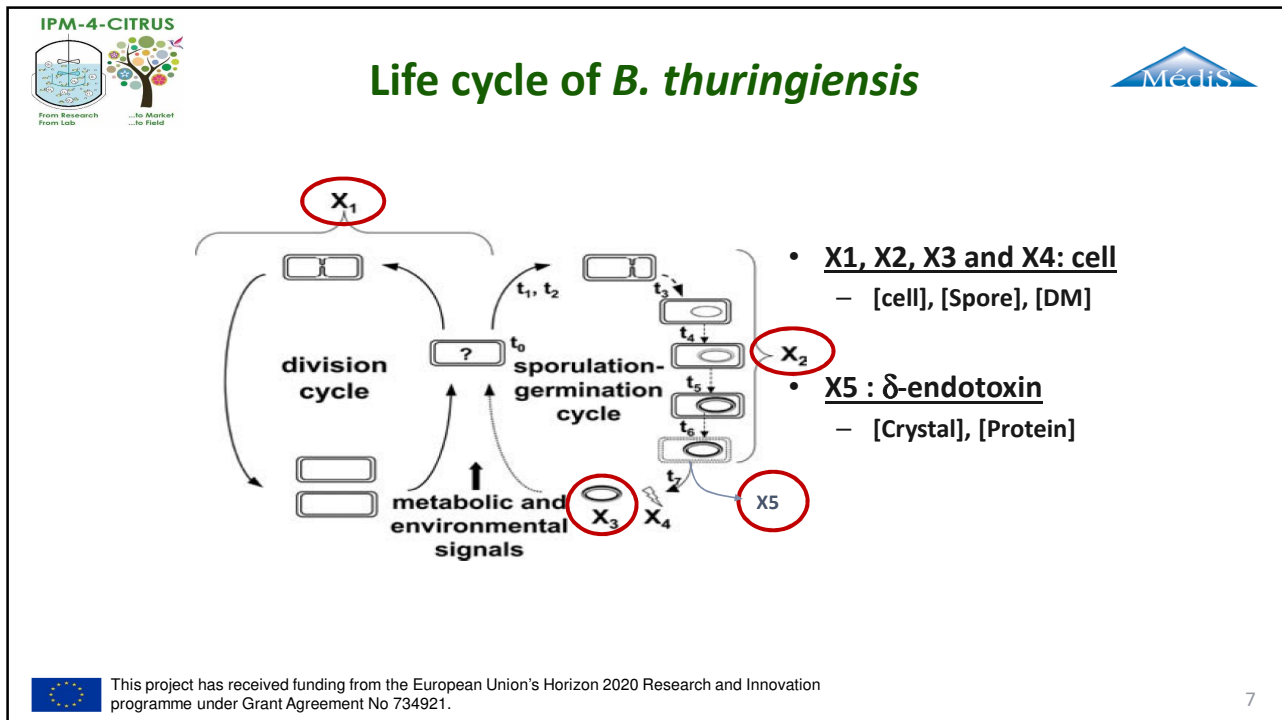 IPM-4-CITRUS
From Research ...to Market
From Lab ...to Field
Life cycle of B. thuringiensis
MédiS
X₁
t₁, t₂
t₃
t₄
? t₀
division
cycle
sporulation-
germination
cycle
t₅
t₆
t₇
X₂
metabolic and
environmental
signals
X₃
X₄
X5
• X1, X2, X3 and X4: cell
– [cell], [Spore], [DM]
• X5 : δ-endotoxin
– [Crystal], [Protein]
This project has received funding from the European Union's Horizon 2020 Research and Innovation
programme under Grant Agreement No 734921.
7